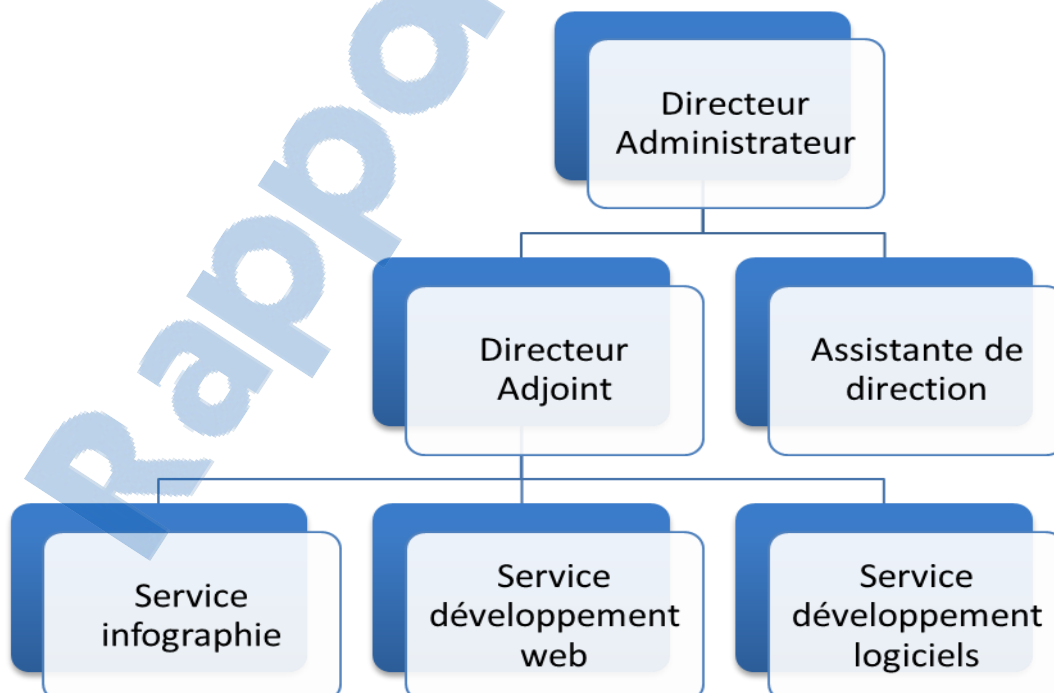 Rappo
Directeur
Administrateur
Directeur
Adjoint
Assistante de
direction
Service
infographie
Service
développement
web
Service
développement
logiciels